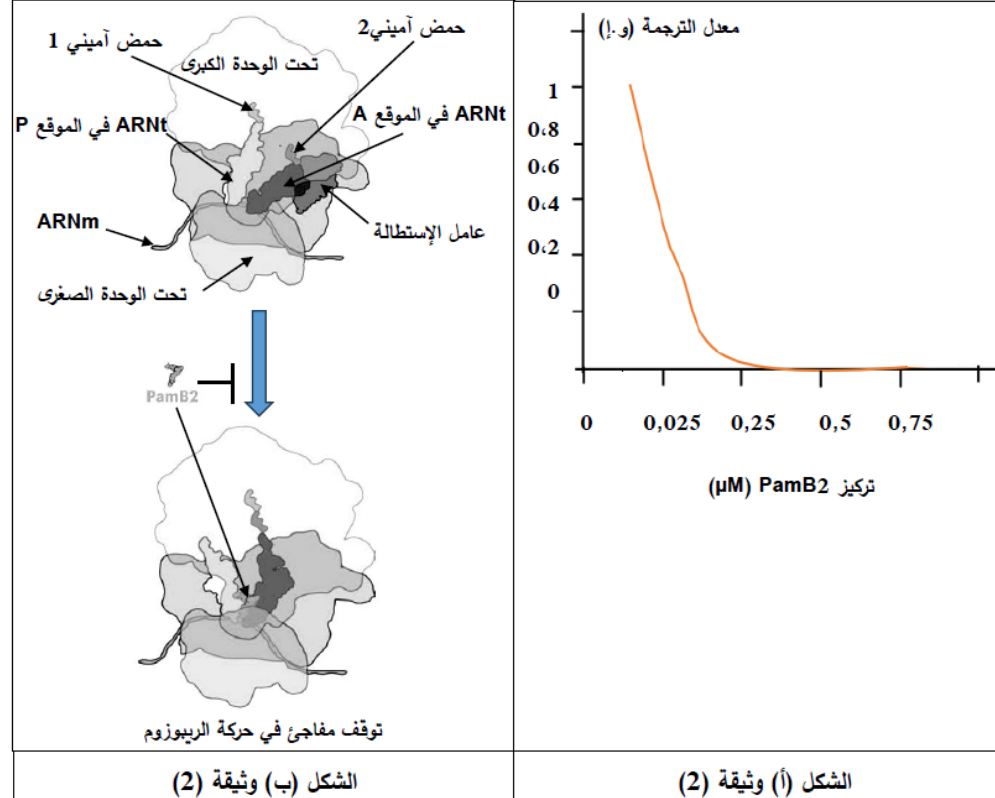 معدل الترجمة (و.إ)
1
0،8
0،6
0،4
0،2
0
0 0,025 0,25 0,5 0,75
تركيز PamB2 (µM)
الشكل (أ) وثيقة (2)
حمض آميني2
حمض آميني 1
تحت الوحدة الكبرى
ARNt في الموقع A
ARNt في الموقع P
ARNm
عامل الإستطالة
تحت الوحدة الصغرى
PamB2
توقف مفاجئ في حركة الريبوزوم
الشكل (ب) وثيقة (2)